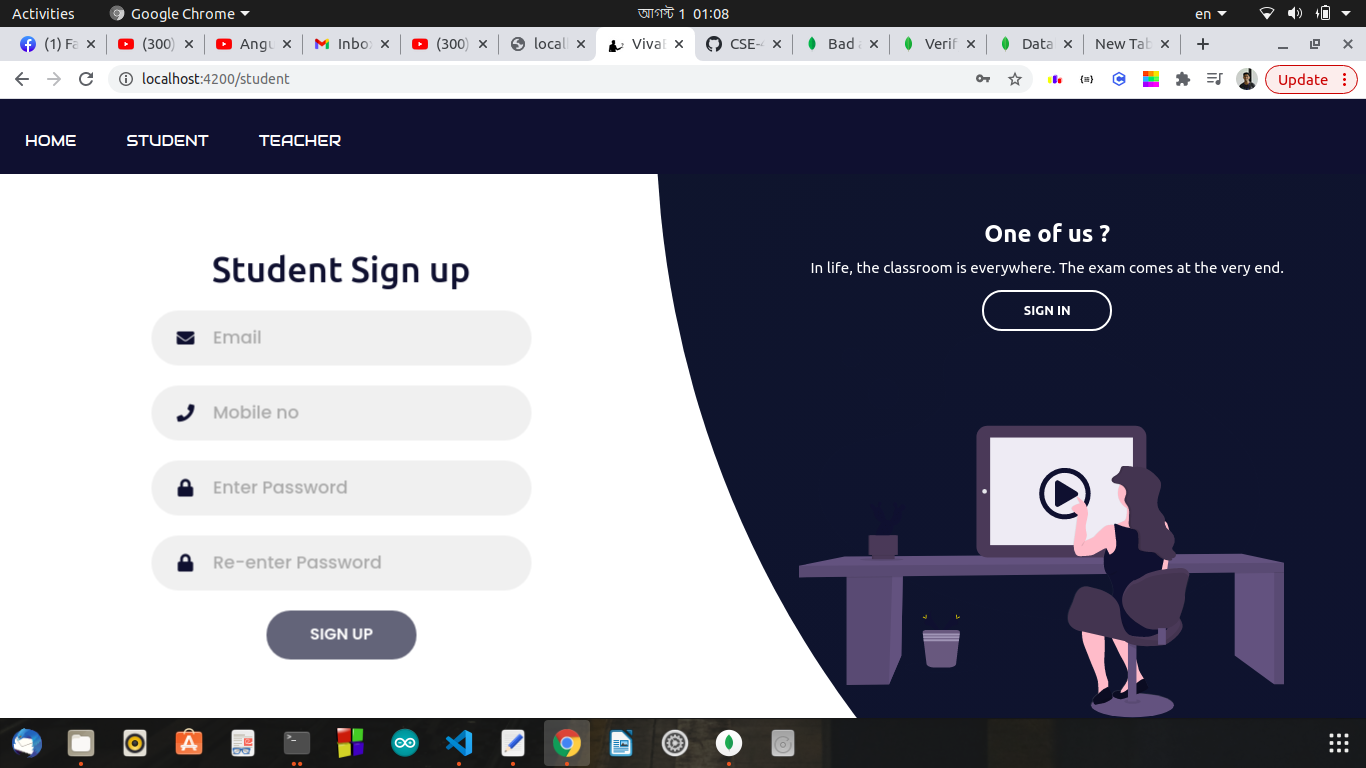 Activities
Google Chrome
আগস্ট 1 01:08
en
(1) Fa
(300)
Angu
Inbox
(300)
local
VivaE
CSE-4
Bad a
Verif
Data
New Tab
localhost:4200/student
Update
HOME
STUDENT
TEACHER
Student Sign up
Email
Mobile no
Enter Password
Re-enter Password
SIGN UP
One of us ?
In life, the classroom is everywhere. The exam comes at the very end.
SIGN IN